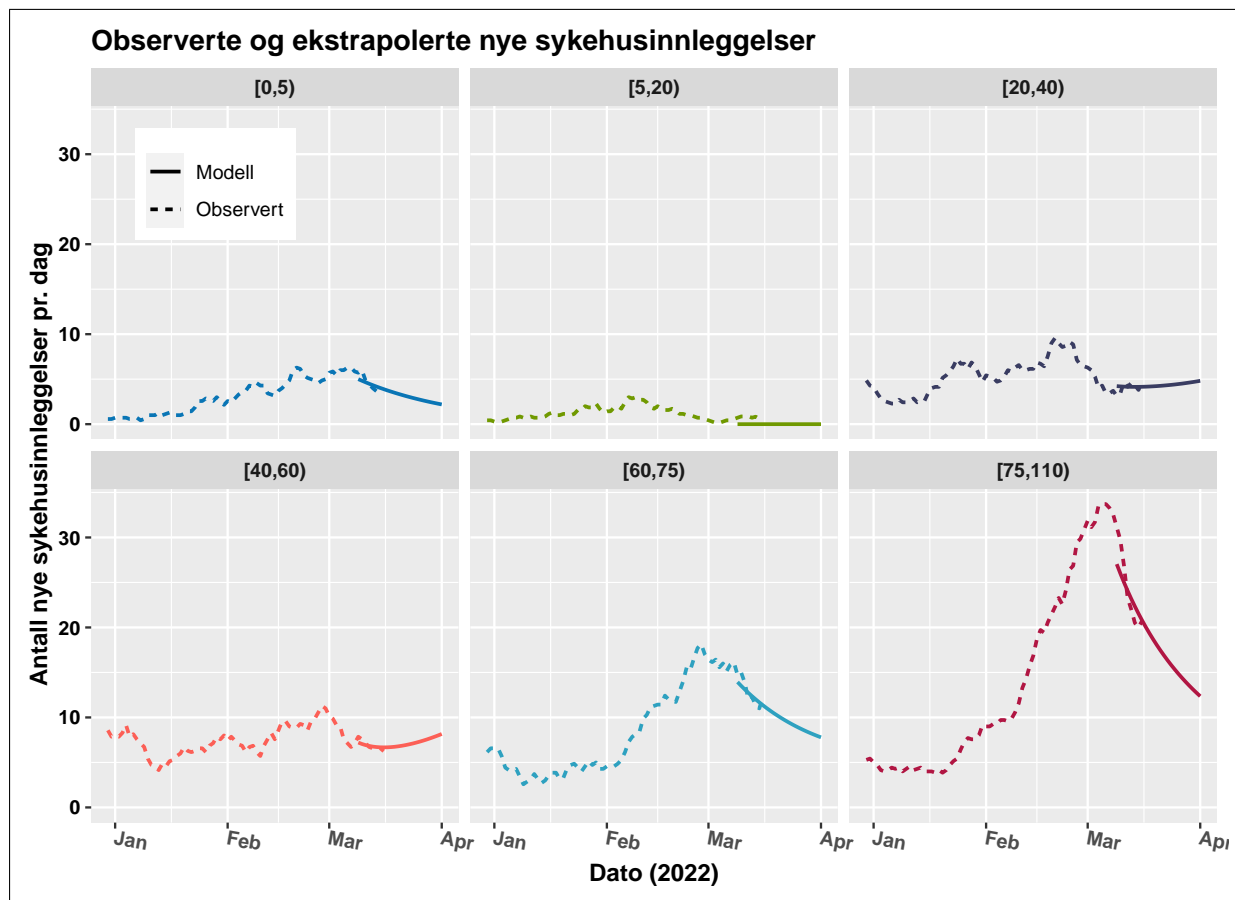 Observerte og ekstrapolerte nye sykehusinnleggelser
[0,5)
[5,20)
[20,40)
Modell
Observert
30
20
10
0
[40,60)
[60,75)
[75,110)
30
20
10
0
Antall nye sykehusinnleggelser pr. dag
Jan
Feb
Mar
Apr
Jan
Feb
Mar
Apr
Jan
Feb
Mar
Apr
Dato (2022)